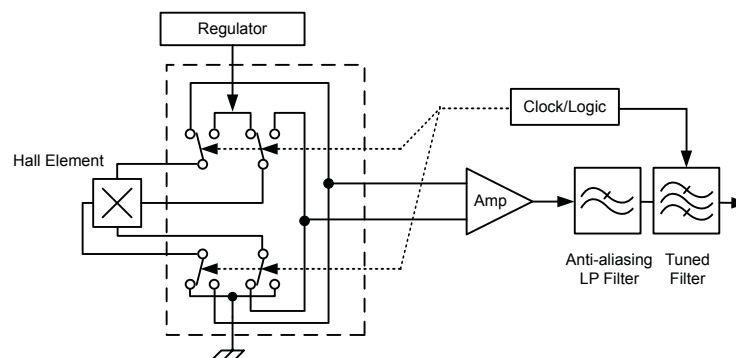 Regulator
Clock/Logic
Hall Element
Amp
Anti-aliasing
LP Filter
Tuned
Filter